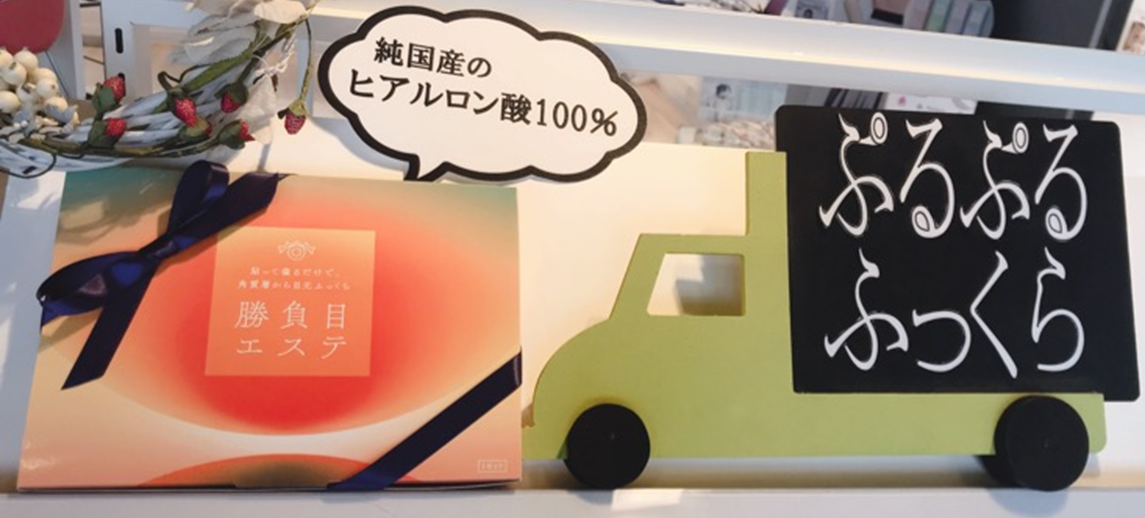 純国産の
ヒアルロン酸100%
貼って寝るだけで、
角質層から目元ふっくら
勝負目
エステ
ぷるぷる
ふっくら